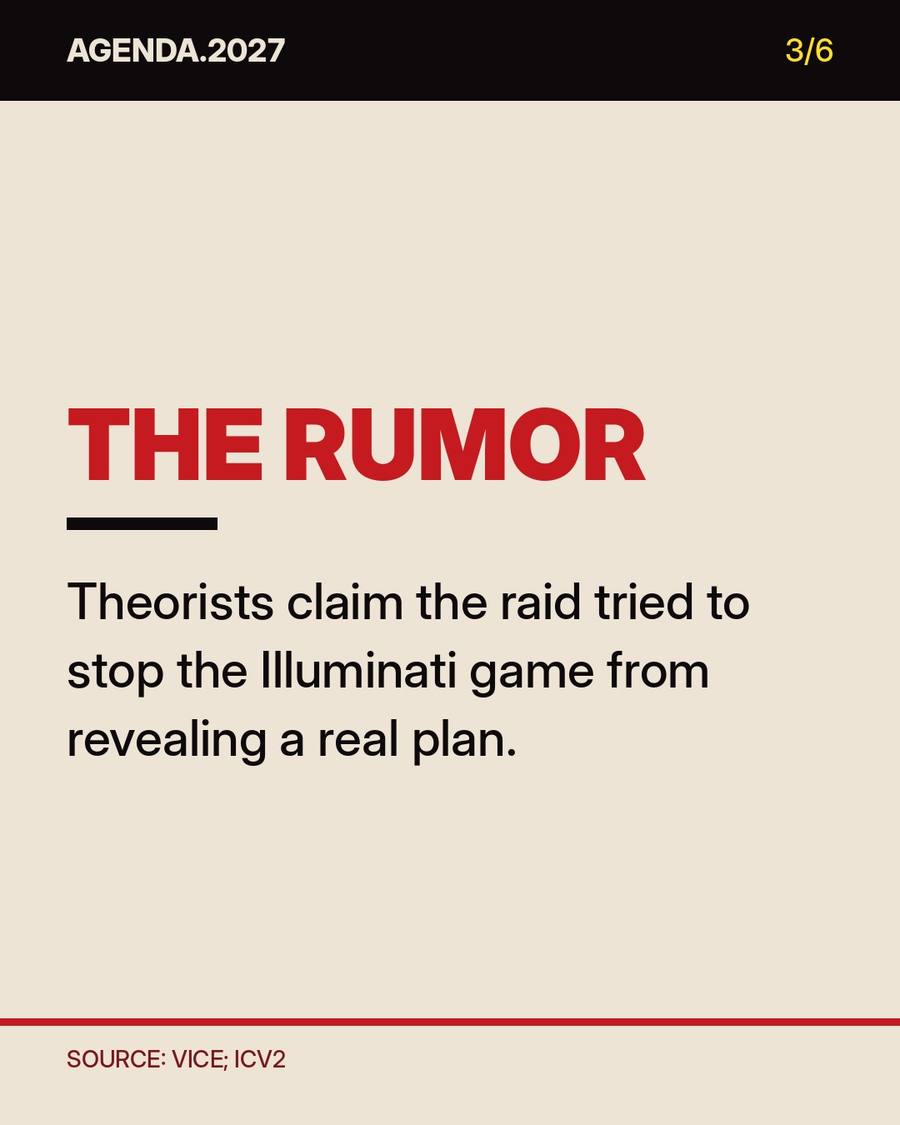 AGENDA.2027
3/6
THE RUMOR
Theorists claim the raid tried to
stop the Illuminati game from
revealing a real plan.
SOURCE: VICE; ICV2